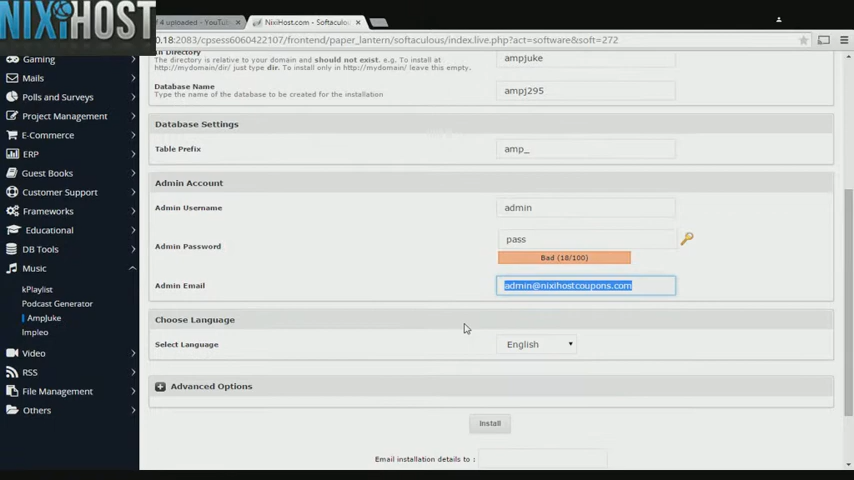 NIXIHOST
4 uploaded - YouTub
NixiHost.com - Softaculous
0.18:2083/cpsess6060422107/frontend/paper_lantern/softaculous/index.live.php?act=software&soft=272
Gaming
Mails
Polls and Surveys
Project Management
E-Commerce
ERP
Guest Books
Customer Support
Frameworks
Educational
DB Tools
Music
kPlaylist
Podcast Generator
AmpJuke
Impleo
Video
RSS
File Management
Others
In Directory
The directory is relative to your domain and should not exist. e.g. To install at
http://mydomain/dir/ just type dir. To install only in http://mydomain/ leave this empty.
ampjuke
Database Name
Type the name of the database to be created for the installation
ampj295
Database Settings
Table Prefix
amp_
Admin Account
Admin Username
admin
Admin Password
pass
Bad (18/100)
Admin Email
admin@nixihostcoupons.com
Choose Language
Select Language
English
Advanced Options
Install
Email installation details to :